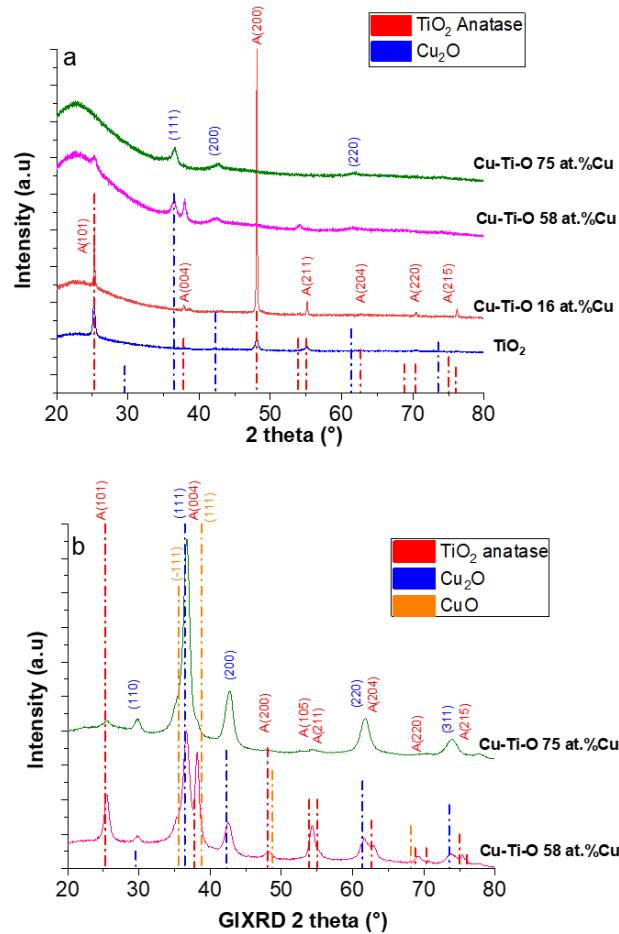 a
A(200)
TiO2 Anatase
Cu2O
(111)
(200)
(220)
Cu-Ti-O 75 at.%Cu
Cu-Ti-O 58 at.%Cu
A(101)
A(004)
A(211)
A(204)
A(220)
A(215)
Cu-Ti-O 16 at.%Cu
TiO2
Intensity (a.u)
20 30 40 50 60 70 80
2 theta (°)
b
A(101)
(111)
A(004)
(111)
TiO2 anatase
Cu2O
CuO
(-111)
(110)
(200)
A(200)
A(105)
A(211)
(220)
A(204)
A(220)
(311)
A(215)
Cu-Ti-O 75 at.%Cu
Cu-Ti-O 58 at.%Cu
Intensity (a.u)
20 30 40 50 60 70 80
GIXRD 2 theta (°)